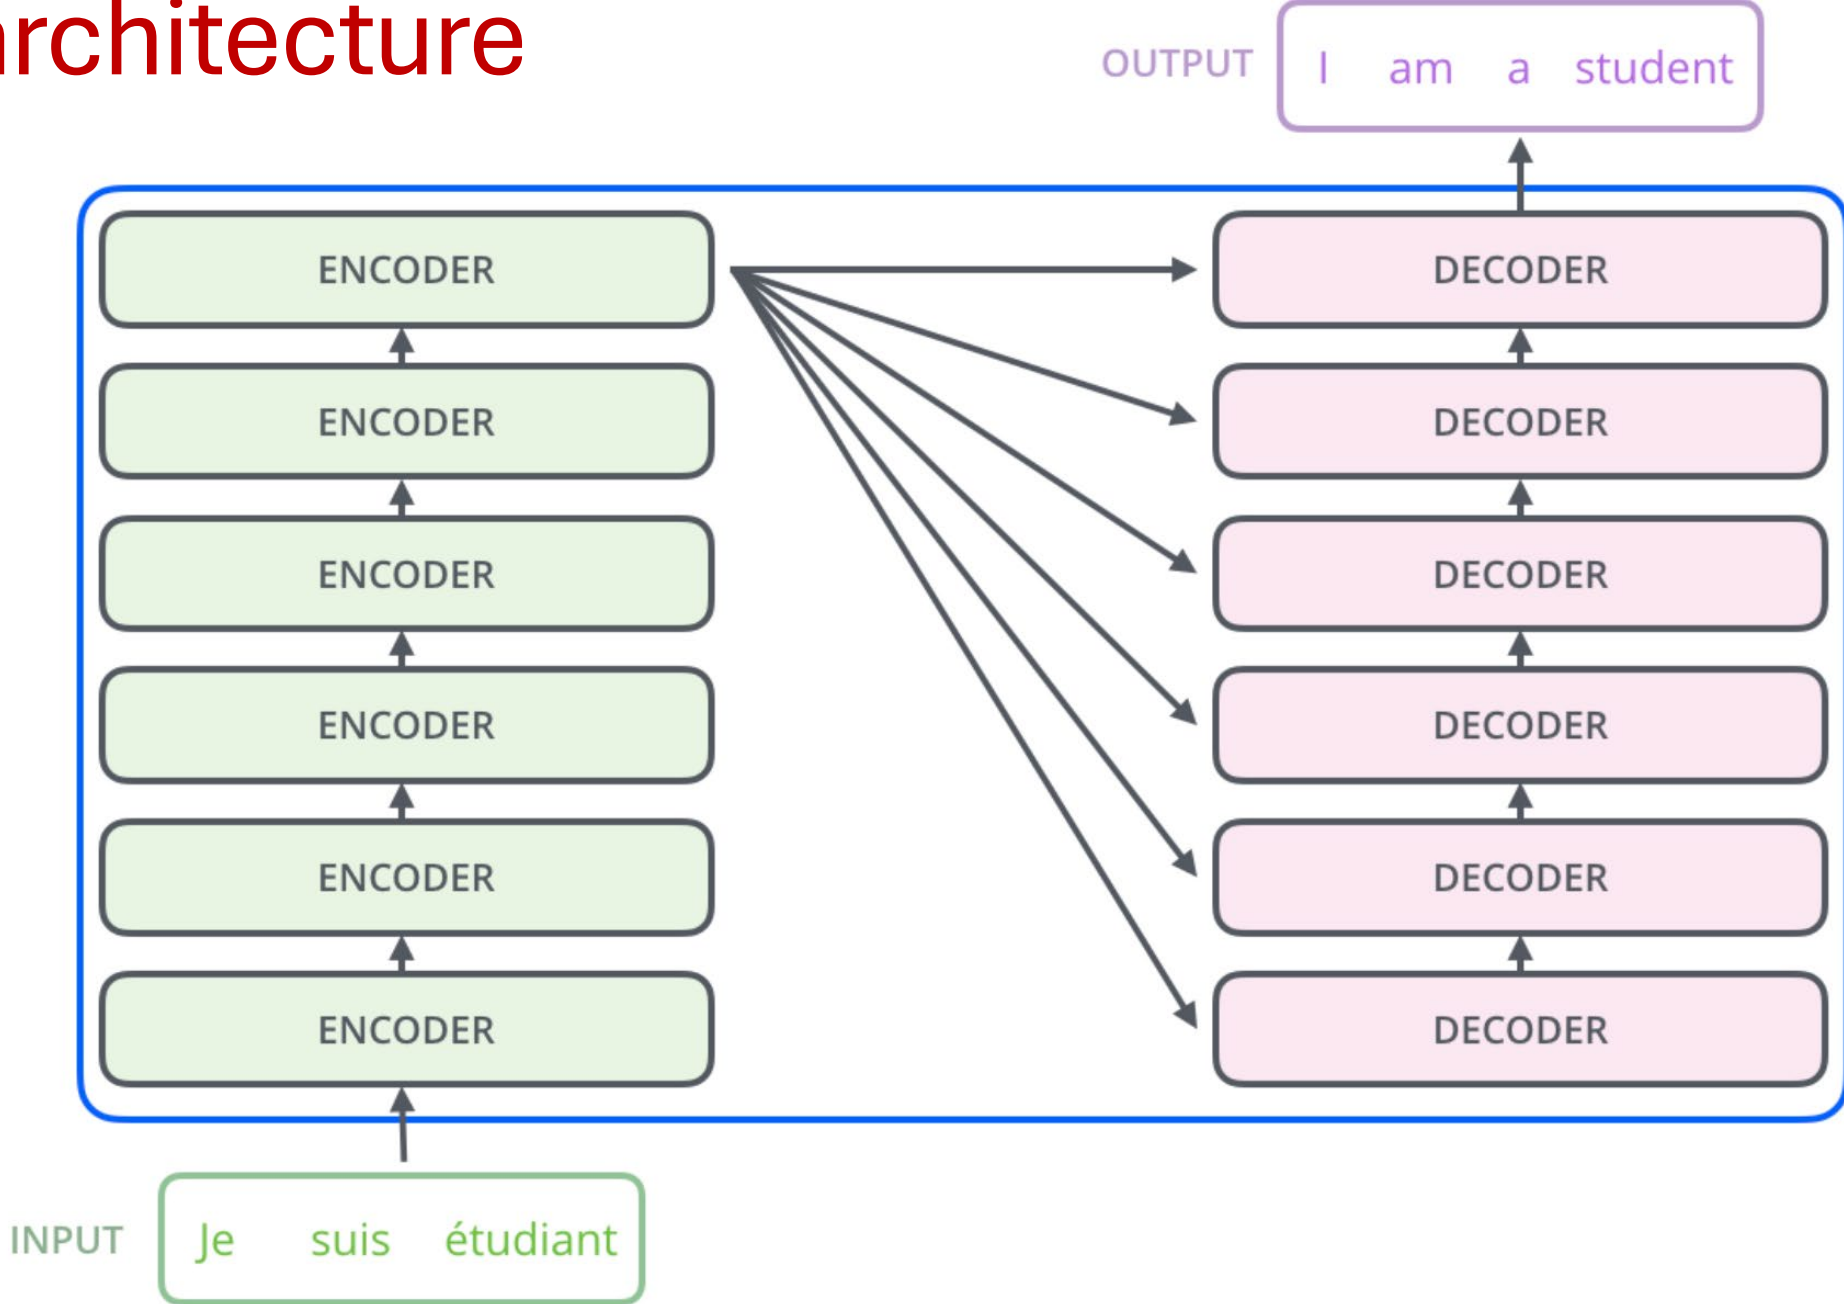 rchitecture
OUTPUT I am a student
ENCODER DECODER
ENCODER DECODER
ENCODER DECODER
ENCODER DECODER
ENCODER DECODER
ENCODER DECODER
INPUT Je suis étudiant